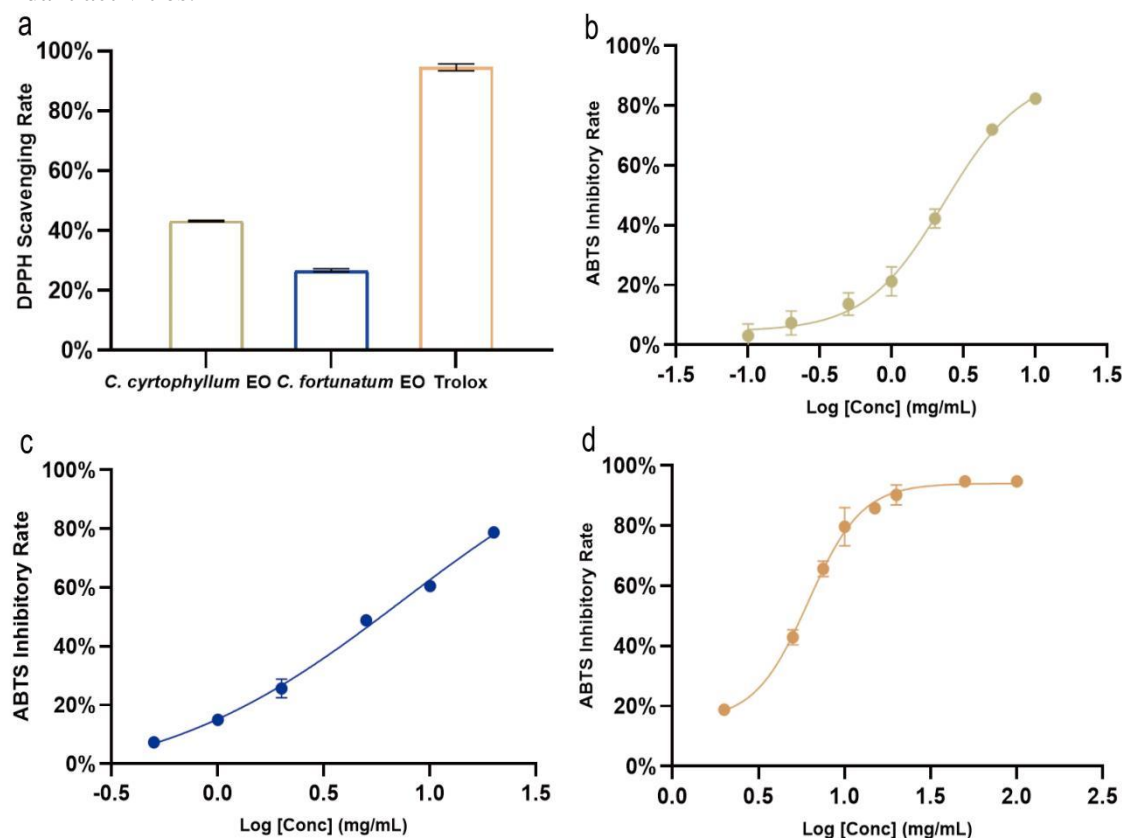 a
100%
80%
60%
40%
20%
0%
DPPH Scavenging Rate
C. cyrtophyllum EO C. fortunatum EO Trolox
b
100%
80%
60%
40%
20%
0%
ABTS Inhibitory Rate
-1.5 -1.0 -0.5 0.0 0.5 1.0 1.5
Log [Conc] (mg/mL)
c
100%
80%
60%
40%
20%
0%
ABTS Inhibitory Rate
-0.5 0.0 0.5 1.0 1.5
Log [Conc] (mg/mL)
d
100%
80%
60%
40%
20%
0%
ABTS Inhibitory Rate
0.0 0.5 1.0 1.5 2.0 2.5
Log [Conc] (mg/mL)